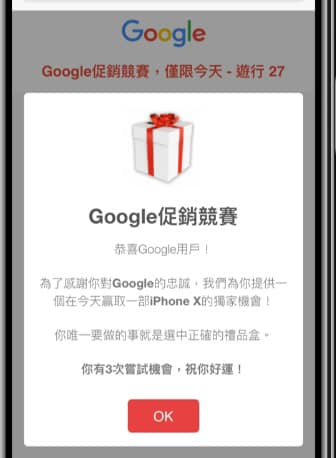 Google
Google促銷競賽，僅限今天 - 遊行 27
Google促銷競賽
恭喜Google用戶！
為了感謝你對Google的忠誠，我們為你提供一
個在今天贏取一部iPhone X的獨家機會！
你唯一要做的事就是選中正確的禮品盒。
你有3次嘗試機會，祝你好運！
OK